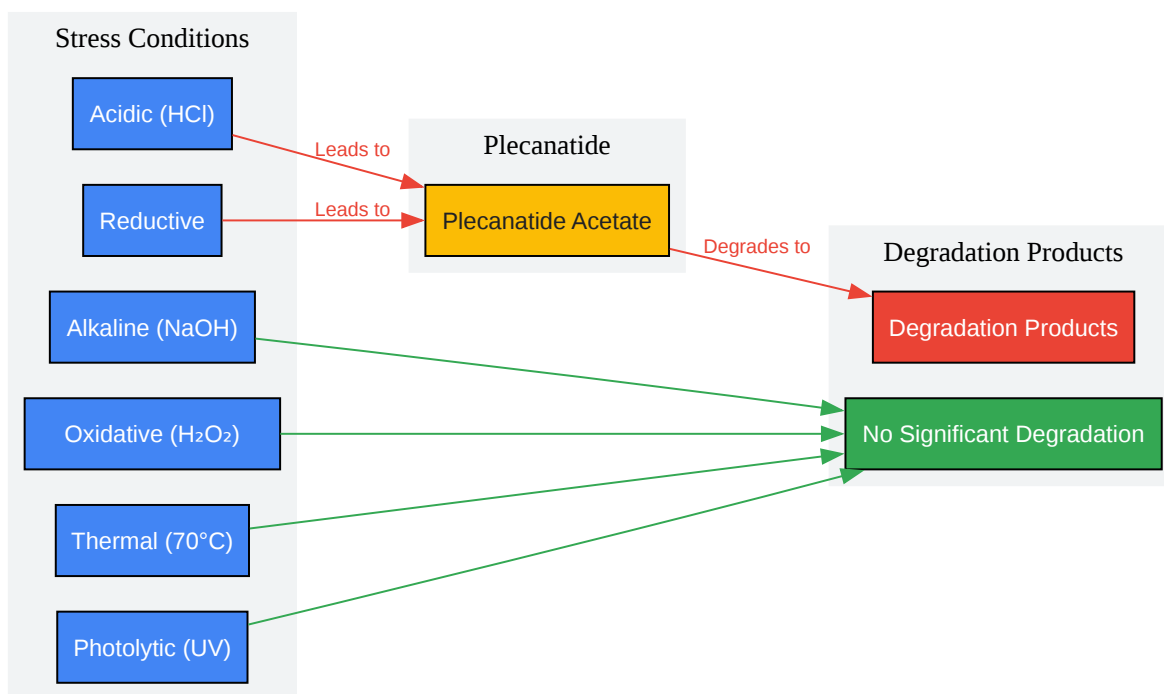 Stress Conditions
Acidic (HCl)
Reductive
Alkaline (NaOH)
Oxidative (H₂O₂)
Thermal (70°C)
Photolytic (UV)
Leads to
Leads to
Plecanatide
Plecanatide Acetate
Degrades to
Degradation Products
Degradation Products
No Significant Degradation